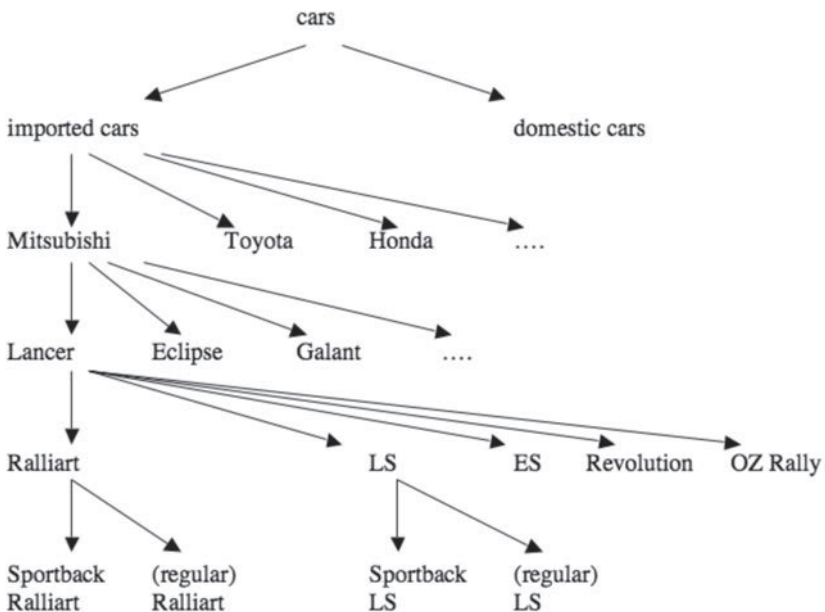 cars
imported cars domestic cars
Mitsubishi Toyota Honda ....
Lancer Eclipse Galant ....
Ralliart LS ES Revolution OZ Rally
Sportback (regular) Sportback (regular)
Ralliart Ralliart LS LS